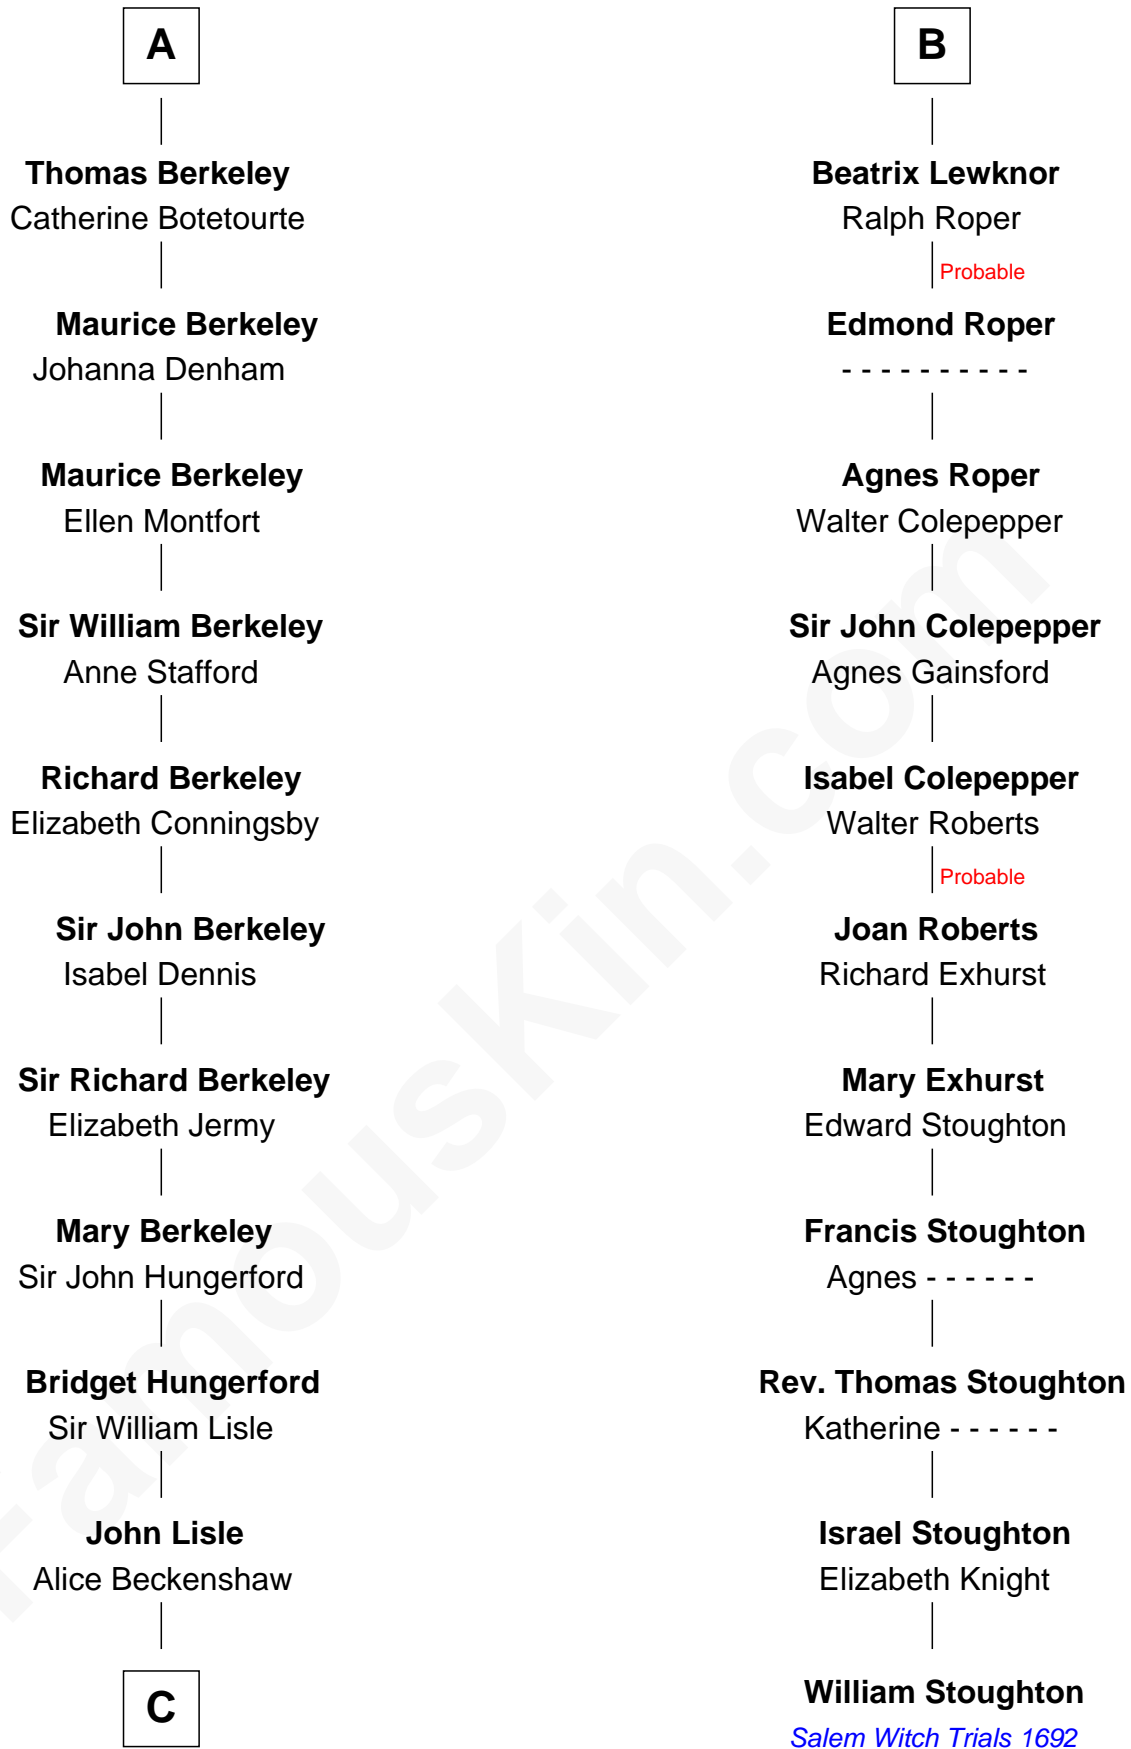 A
Thomas Berkeley
Catherine Botetourte
Maurice Berkeley
Johanna Denham
Maurice Berkeley
Ellen Montfort
Sir William Berkeley
Anne Stafford
Richard Berkeley
Elizabeth Conningsby
Sir John Berkeley
Isabel Dennis
Sir Richard Berkeley
Elizabeth Jermy
Mary Berkeley
Sir John Hungerford
Bridget Hungerford
Sir William Lisle
John Lisle
Alice Beckenshaw
C
B
Beatrix Lewknor
Ralph Roper
Probable
Edmond Roper
- - - - - - - - - -
Agnes Roper
Walter Colepepper
Sir John Colepepper
Agnes Gainsford
Isabel Colepepper
Walter Roberts
Probable
Joan Roberts
Richard Exhurst
Mary Exhurst
Edward Stoughton
Francis Stoughton
Agnes - - - - - -
Rev. Thomas Stoughton
Katherine - - - - - -
Israel Stoughton
Elizabeth Knight
William Stoughton
Salem Witch Trials 1692
FamousKin.com